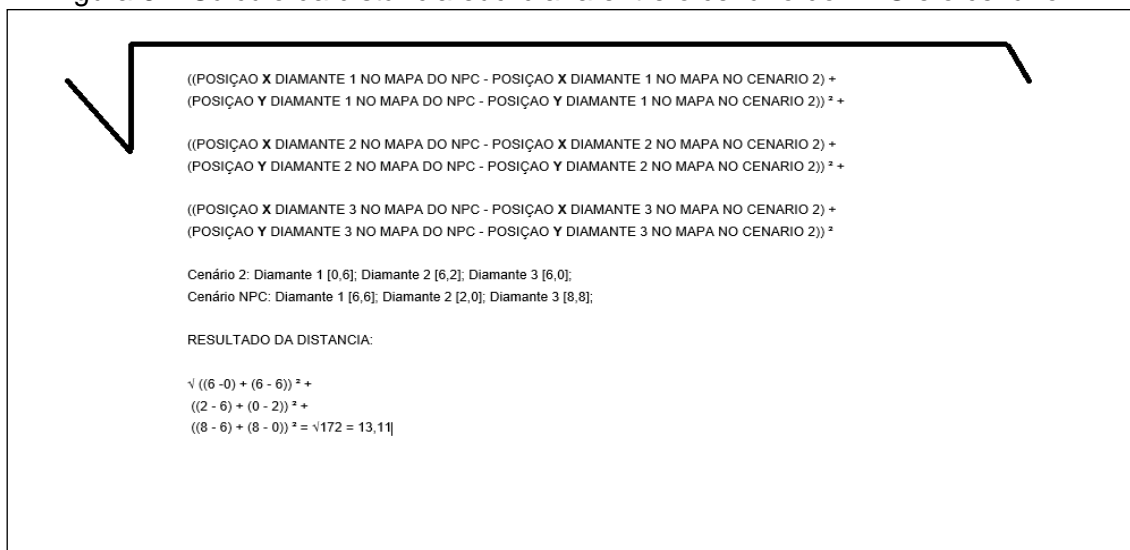 ((POSIÇAO X DIAMANTE 1 NO MAPA DO NPC - POSIÇAO X DIAMANTE 1 NO MAPA NO CENARIO 2) +
(POSIÇAO Y DIAMANTE 1 NO MAPA DO NPC - POSIÇAO Y DIAMANTE 1 NO MAPA NO CENARIO 2)) ² +
((POSIÇAO X DIAMANTE 2 NO MAPA DO NPC - POSIÇAO X DIAMANTE 2 NO MAPA NO CENARIO 2) +
(POSIÇAO Y DIAMANTE 2 NO MAPA DO NPC - POSIÇAO Y DIAMANTE 2 NO MAPA NO CENARIO 2)) ² +
((POSIÇAO X DIAMANTE 3 NO MAPA DO NPC - POSIÇAO X DIAMANTE 3 NO MAPA NO CENARIO 2) +
(POSIÇAO Y DIAMANTE 3 NO MAPA DO NPC - POSIÇAO Y DIAMANTE 3 NO MAPA NO CENARIO 2)) ²
Cenário 2: Diamante 1 [0,6]; Diamante 2 [6,2]; Diamante 3 [6,0];
Cenário NPC: Diamante 1 [6,6]; Diamante 2 [2,0]; Diamante 3 [8,8];
RESULTADO DA DISTANCIA:
√ ((6 -0) + (6 - 6)) ² +
((2 - 6) + (0 - 2)) ² +
((8 - 6) + (8 - 0)) ² = √172 = 13,11